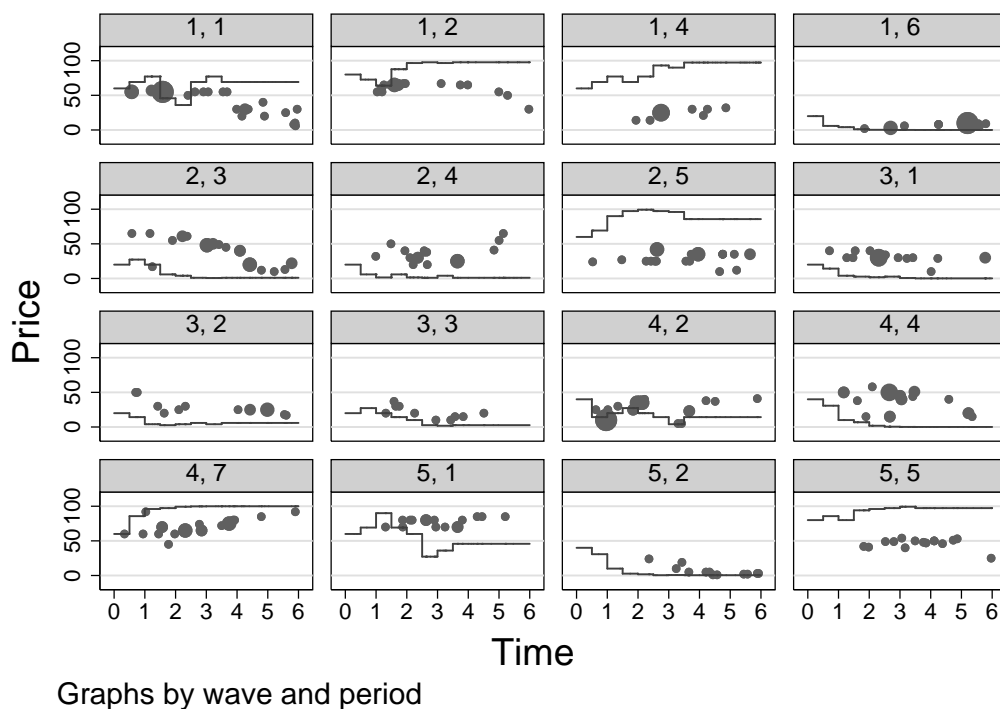 1, 1
1, 2
1, 4
1, 6
0 50 100
2, 3
2, 4
2, 5
3, 1
0 50 100
3, 2
3, 3
4, 2
4, 4
0 50 100
4, 7
5, 1
5, 2
5, 5
0 50 100
0 1 2 3 4 5 6
0 1 2 3 4 5 6
0 1 2 3 4 5 6
0 1 2 3 4 5 6
Price
Time
Graphs by wave and period